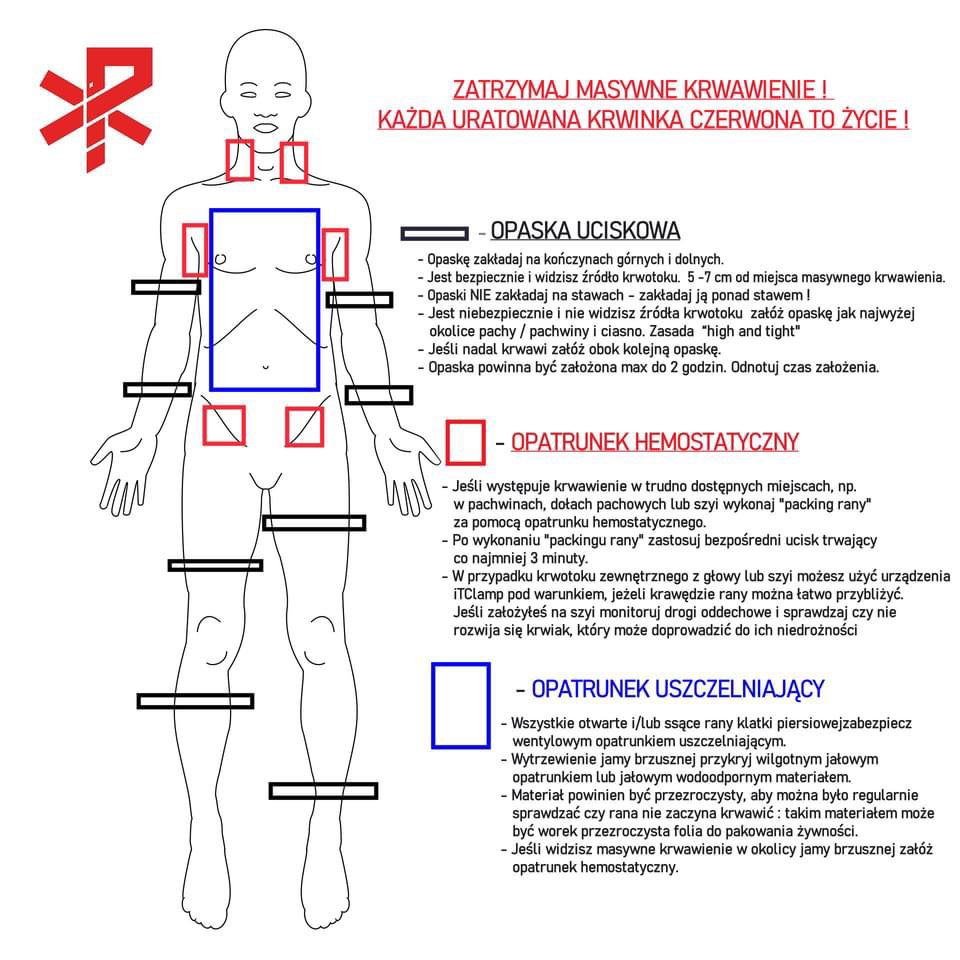 ZATRZYMAJ MASYWNE KRWAWIENIE !
KAŻDA URATOWANA KRWINKA CZERWONA TO ŻYCIE !
- OPASKA UCISKOWA
- Opaskę zakładaj na kończynach górnych i dolnych.
- Jest bezpiecznie i widzisz źródło krwotoku. 5 -7 cm od miejsca masywnego krwawienia.
- Opaski NIE zakładaj na stawach - zakładaj ją ponad stawem !
- Jest niebezpiecznie i nie widzisz źródła krwotoku załóż opaskę jak najwyżej
okolice pachy / pachwiny i ciasno. Zasada "high and tight"
- Jeśli nadal krwawi załóż obok kolejną opaskę.
- Opaska powinna być założona max do 2 godzin. Odnotuj czas założenia.
- OPATRUNEK HEMOSTATYCZNY
- Jeśli występuje krwawienie w trudno dostępnych miejscach, np.
w pachwinach, dołach pachowych lub szyi wykonaj "packing rany"
za pomocą opatrunku hemostatycznego.
- Po wykonaniu "packingu rany" zastosuj bezpośredni ucisk trwający
co najmniej 3 minuty.
- W przypadku krwotoku zewnętrznego z głowy lub szyi możesz użyć urządzenia
iTClamp pod warunkiem, jeżeli krawędzie rany można łatwo przybliżyć.
Jeśli założyłeś na szyi monitoruj drogi oddechowe i sprawdzaj czy nie
rozwija się krwiak, który może doprowadzić do ich niedrożności
- OPATRUNEK USZCZELNIAJĄCY
- Wszystkie otwarte i/lub ssące rany klatki piersiowejzabezpiecz
wentylowym opatrunkiem uszczelniającym.
- Wytrzewienie jamy brzusznej przykryj wilgotnym jałowym
opatrunkiem lub jałowym wodoodpornym materiałem.
- Materiał powinien być przezroczysty, aby można było regularnie
sprawdzać czy rana nie zaczyna krwawić : takim materiałem może
być worek przezroczysta folia do pakowania żywności.
- Jeśli widzisz masywne krwawienie w okolicy jamy brzusznej załóż
opatrunek hemostatyczny.